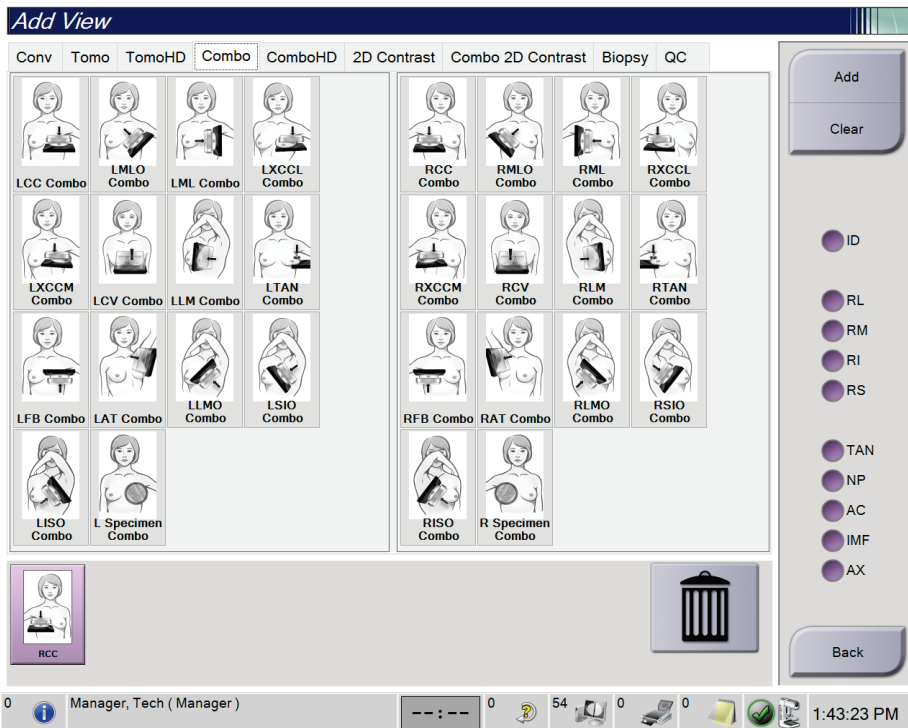 Add View
Conv Tomo TomoHD Combo ComboHD 2D Contrast Combo 2D Contrast Biopsy QC
LCC Combo
LMLO
Combo
LML Combo
LXCCL
Combo
RCC
Combo
RMLO
Combo
RML
Combo
RXCCL
Combo
LXCCM
Combo
LCV Combo
LLM Combo
LTAN
Combo
RXCCM
Combo
RCV
Combo
RLM
Combo
RTAN
Combo
LFB Combo
LAT Combo
LLMO
Combo
LSIO
Combo
RFB Combo
RAT Combo
RLMO
Combo
RSIO
Combo
LISO
Combo
L Specimen
Combo
RISO
Combo
R Specimen
Combo
Add
Clear
ID
RL
RM
RI
RS
TAN
NP
AC
IMF
AX
RCC
Back
0 Manager, Tech ( Manager ) --:-- 0 54 0 0 1:43:23 PM